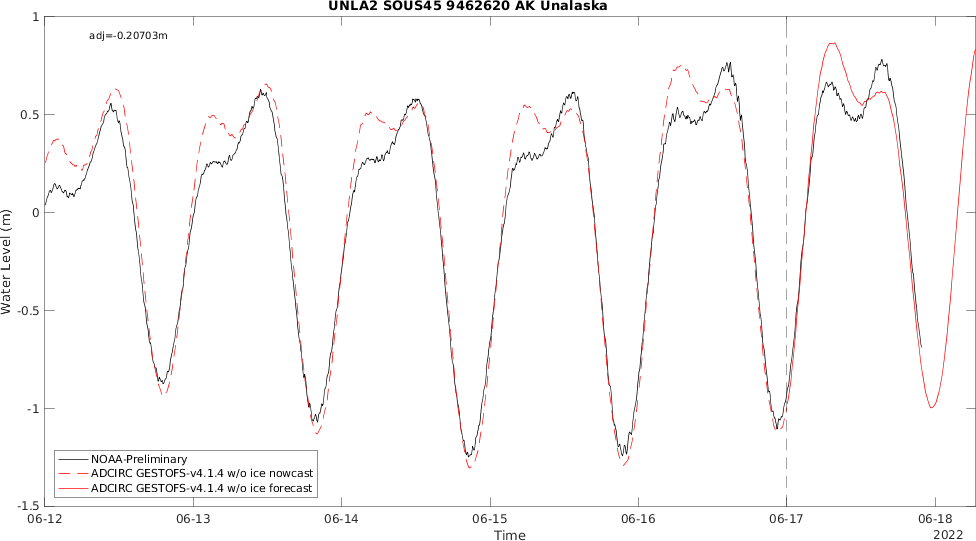 UNLA2 SOUS45 9462620 AK Unalaska
adj=-0.20703m
1
0.5
0
-0.5
-1
-1.5
Water Level (m)
NOAA-Preliminary
ADCIRC GESTOFS-v4.1.4 w/o ice nowcast
ADCIRC GESTOFS-v4.1.4 w/o ice forecast
06-12 06-13 06-14 06-15 06-16 06-17 06-18
Time
2022